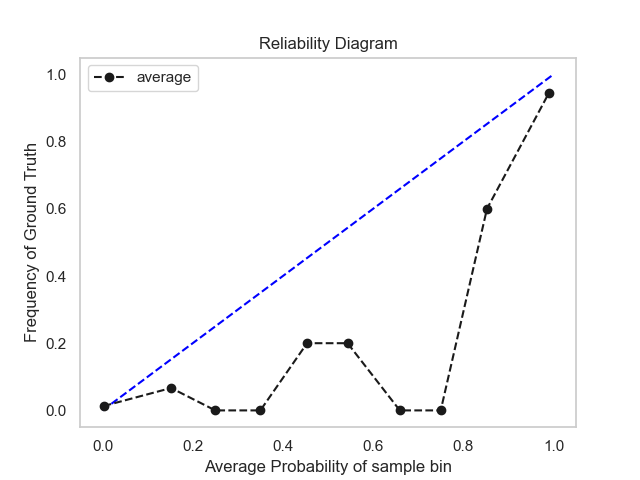 Reliability Diagram
average
Frequency of Ground Truth
1.0
0.8
0.6
0.4
0.2
0.0
0.0 0.2 0.4 0.6 0.8 1.0
Average Probability of sample bin